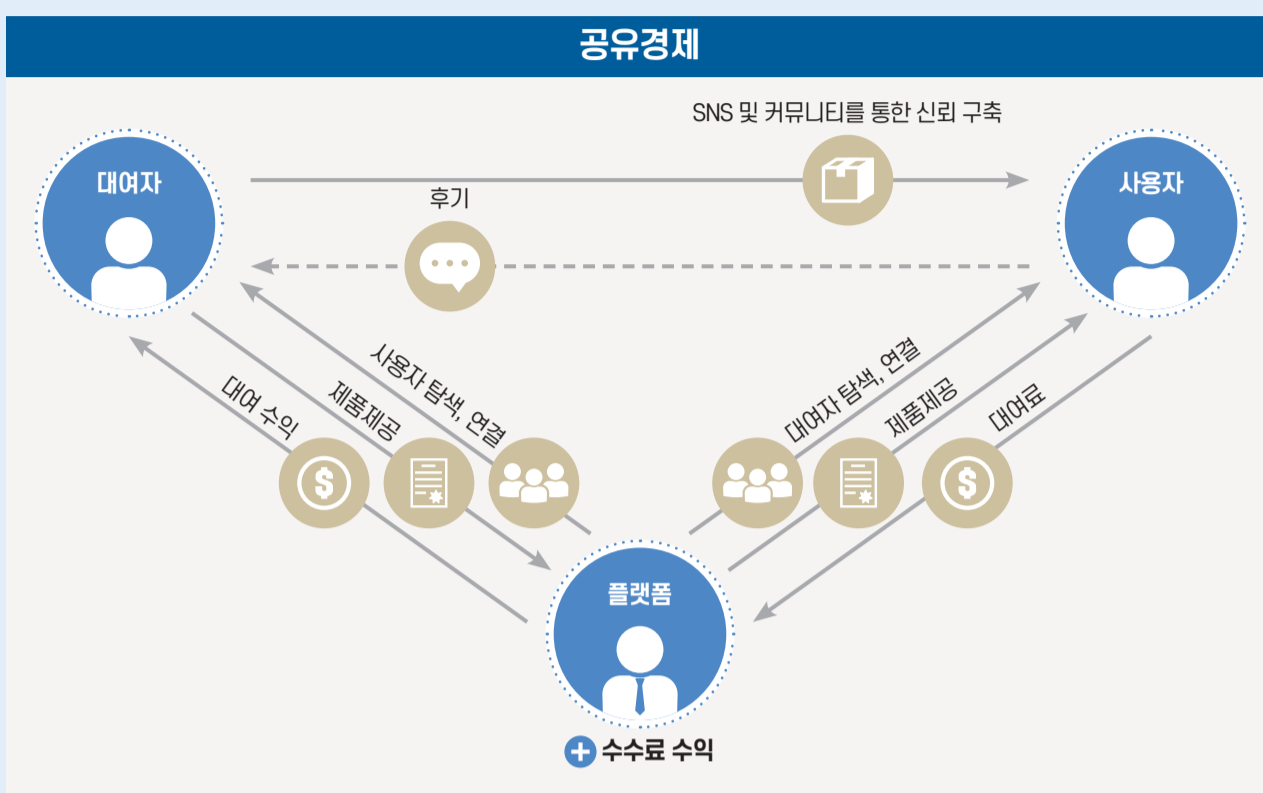 공유경제
SNS 및 커뮤니티를 통한 신뢰 구축
대여자
사용자
후기
사용자 탐색, 연결
제품제공
대여 수익
대여자 탐색, 연결
제품제공
대여료
플랫폼
수수료 수익